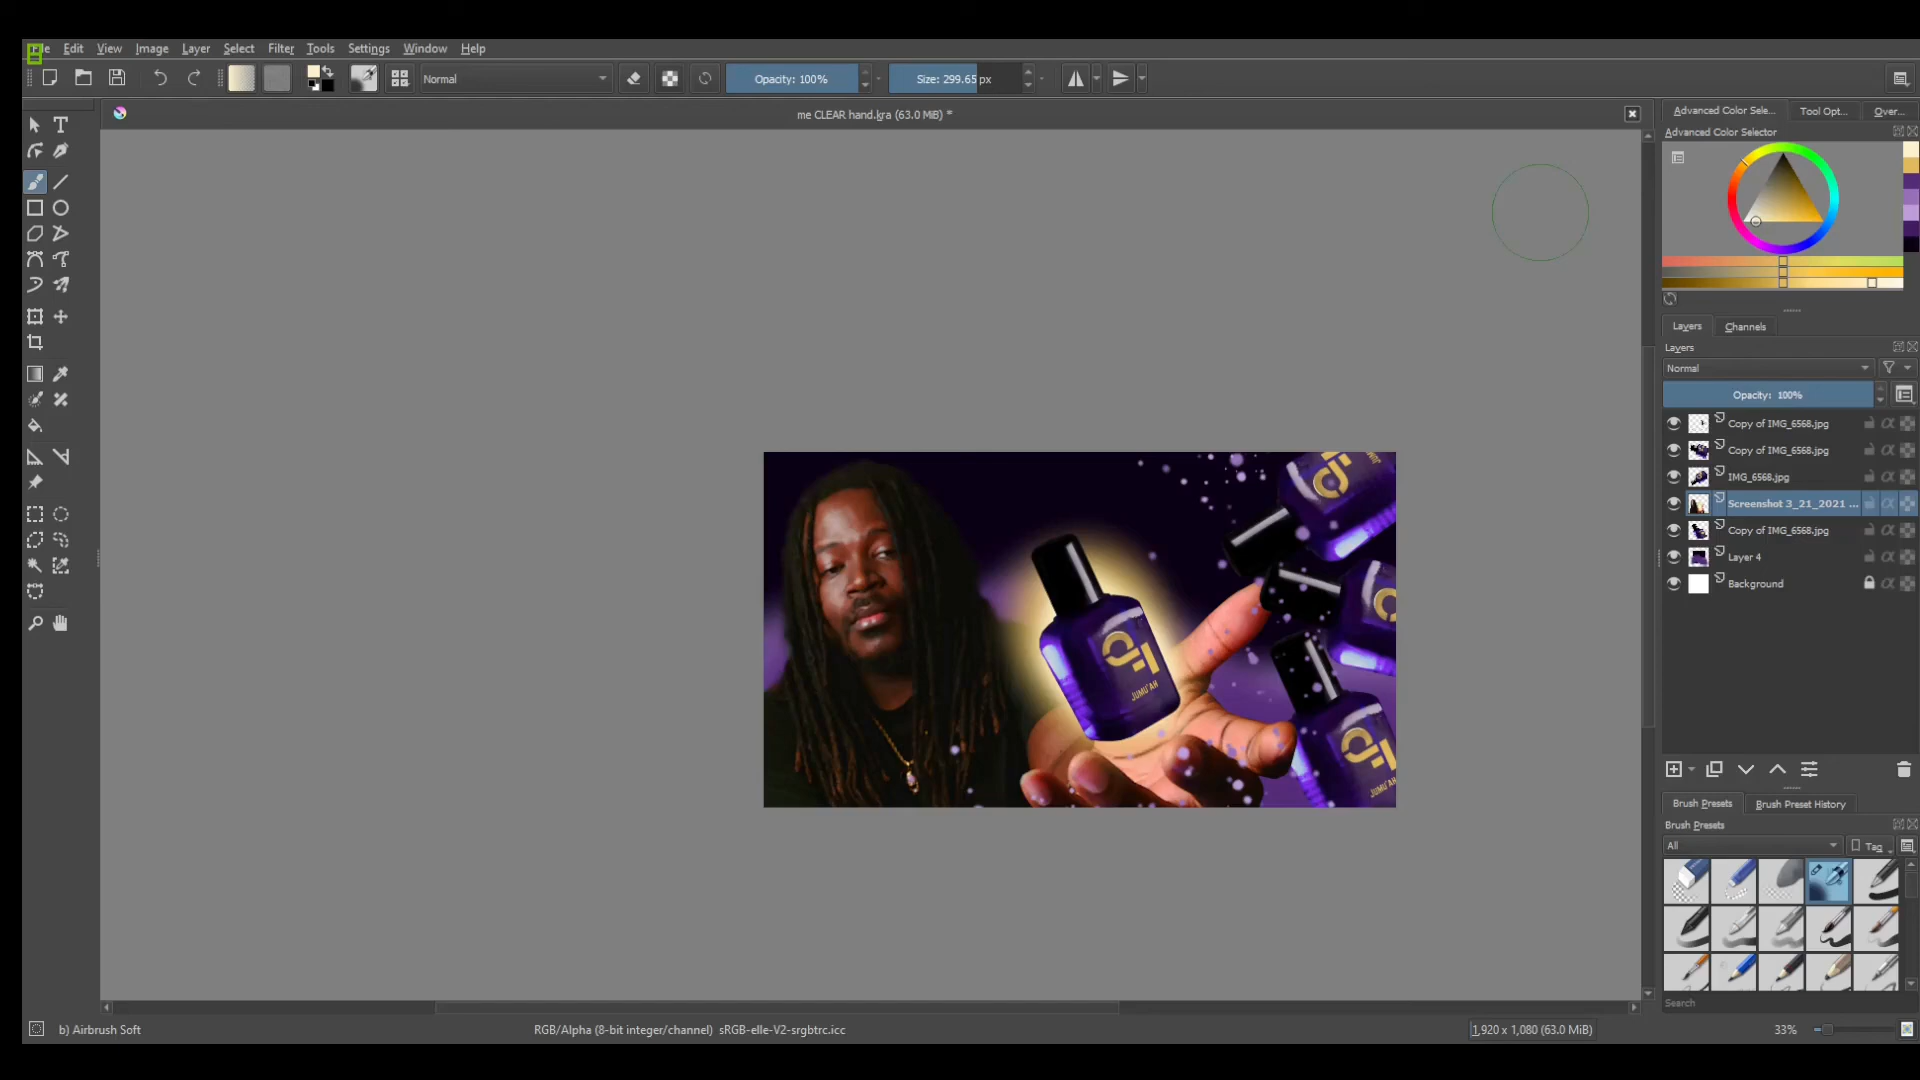 Edit View Image Layer Select Filter Tools Settings Window Help
Normal
Opacity: 100%
Size: 299.65 px
me CLEAR hand.kra (63.0 MiB) *
Advanced Color Sele...
Tool Opt...
Over...
Advanced Color Selector
Layers
Channels
Layers
Normal
Opacity: 100%
Copy of IMG_6568.jpg
Copy of IMG_6568.jpg
IMG_6568.jpg
Screenshot 3_21_2021 ...
Copy of IMG_6568.jpg
Layer 4
Background
JUMU'AH
JUMU'AH
Brush Presets
Brush Preset History
Brush Presets
All
Tag
Search
b) Airbrush Soft
RGB/Alpha (8-bit integer/channel) sRGB-elle-V2-srgbtrc.icc
1,920 x 1,080 (63.0 MiB)
33%